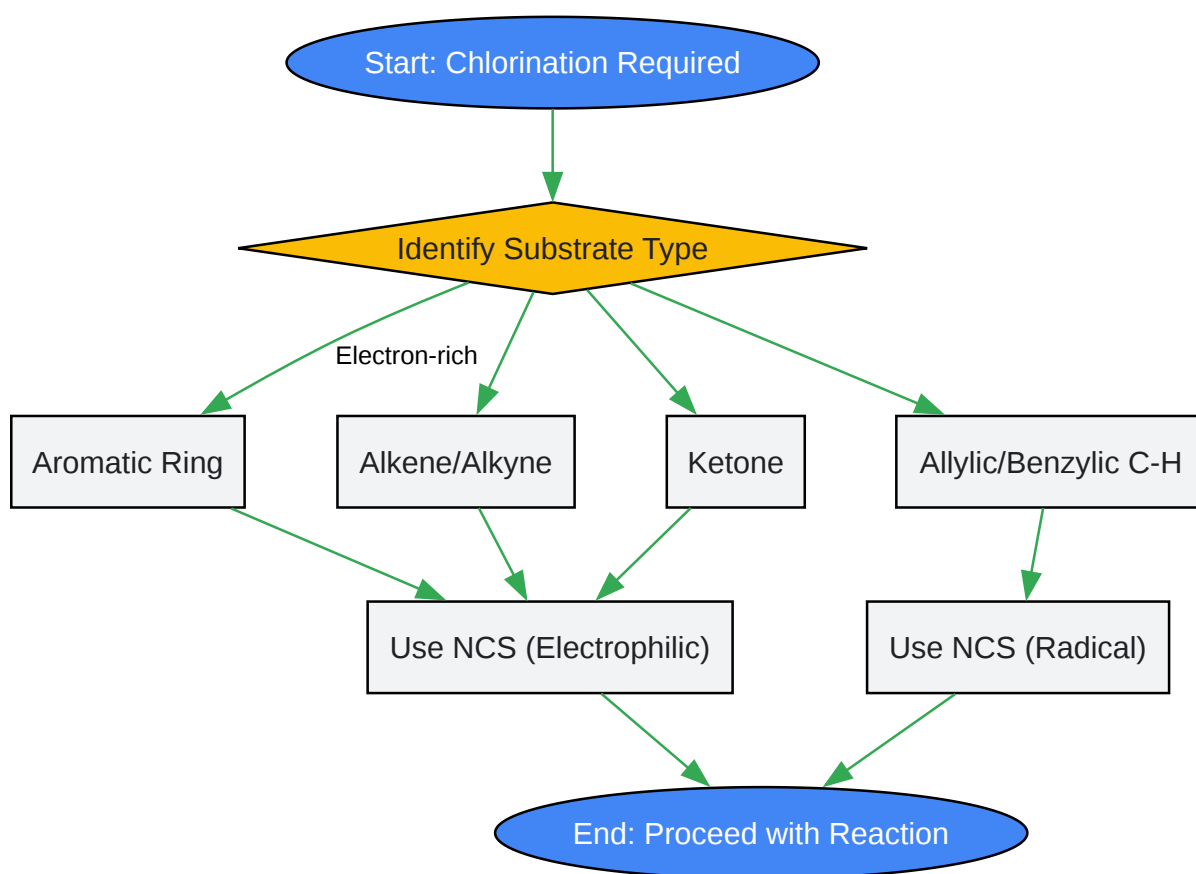 Start: Chlorination Required
Identify Substrate Type
Electron-rich
Aromatic Ring
Alkene/Alkyne
Ketone
Allylic/Benzylic C-H
Use NCS (Electrophilic)
Use NCS (Radical)
End: Proceed with Reaction